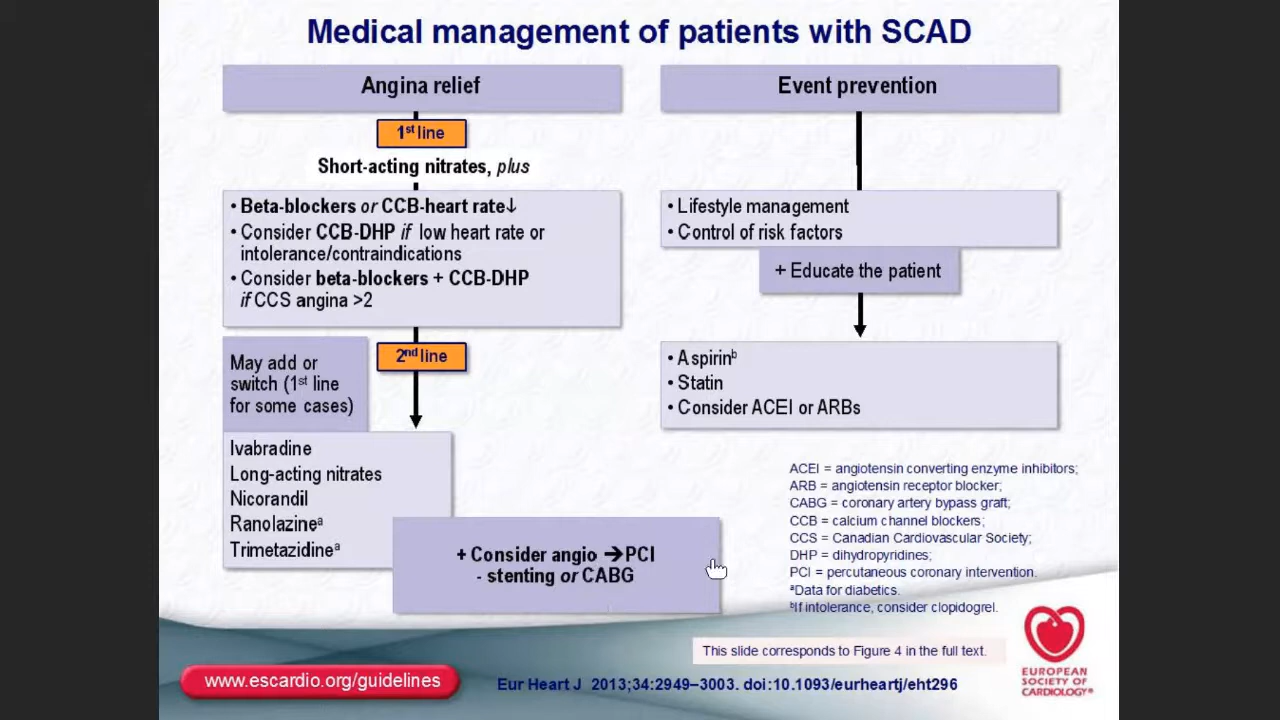 Medical management of patients with SCAD
Angina relief
1st line
Short-acting nitrates, plus
• Beta-blockers or CCB-heart rate↓
• Consider CCB-DHP if low heart rate or
intolerance/contraindications
• Consider beta-blockers + CCB-DHP
if CCS angina >2
May add or
switch (1st line
for some cases)
2nd line
Ivabradine
Long-acting nitrates
Nicorandil
Ranolazineª
Trimetazidineª
+ Consider angio ➔PCI
- stenting or CABG
Event prevention
• Lifestyle management
• Control of risk factors
+ Educate the patient
• Aspirinᵇ
• Statin
• Consider ACEI or ARBs
ACEI = angiotensin converting enzyme inhibitors;
ARB = angiotensin receptor blocker;
CABG = coronary artery bypass graft;
CCB = calcium channel blockers;
CCS = Canadian Cardiovascular Society;
DHP = dihydropyridines;
PCI = percutaneous coronary intervention.
ªData for diabetics.
ᵇIf intolerance, consider clopidogrel.
This slide corresponds to Figure 4 in the full text.
www.escardio.org/guidelines
Eur Heart J 2013;34:2949–3003. doi:10.1093/eurheartj/eht296
EUROPEAN
SOCIETY OF
CARDIOLOGY®